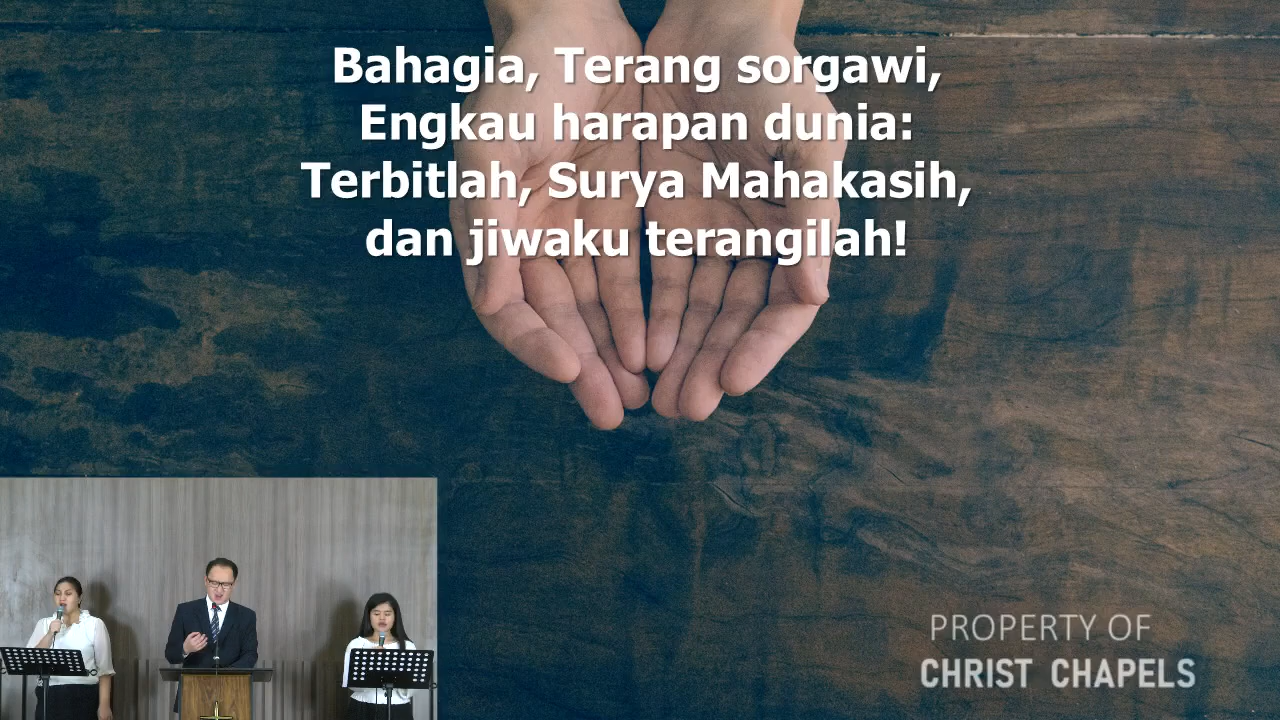 Bahagia, Terang sorgawi,
Engkau harapan dunia:
Terbitlah, Surya Mahakasih,
dan jiwaku terangilah!
PROPERTY OF
CHRIST CHAPELS